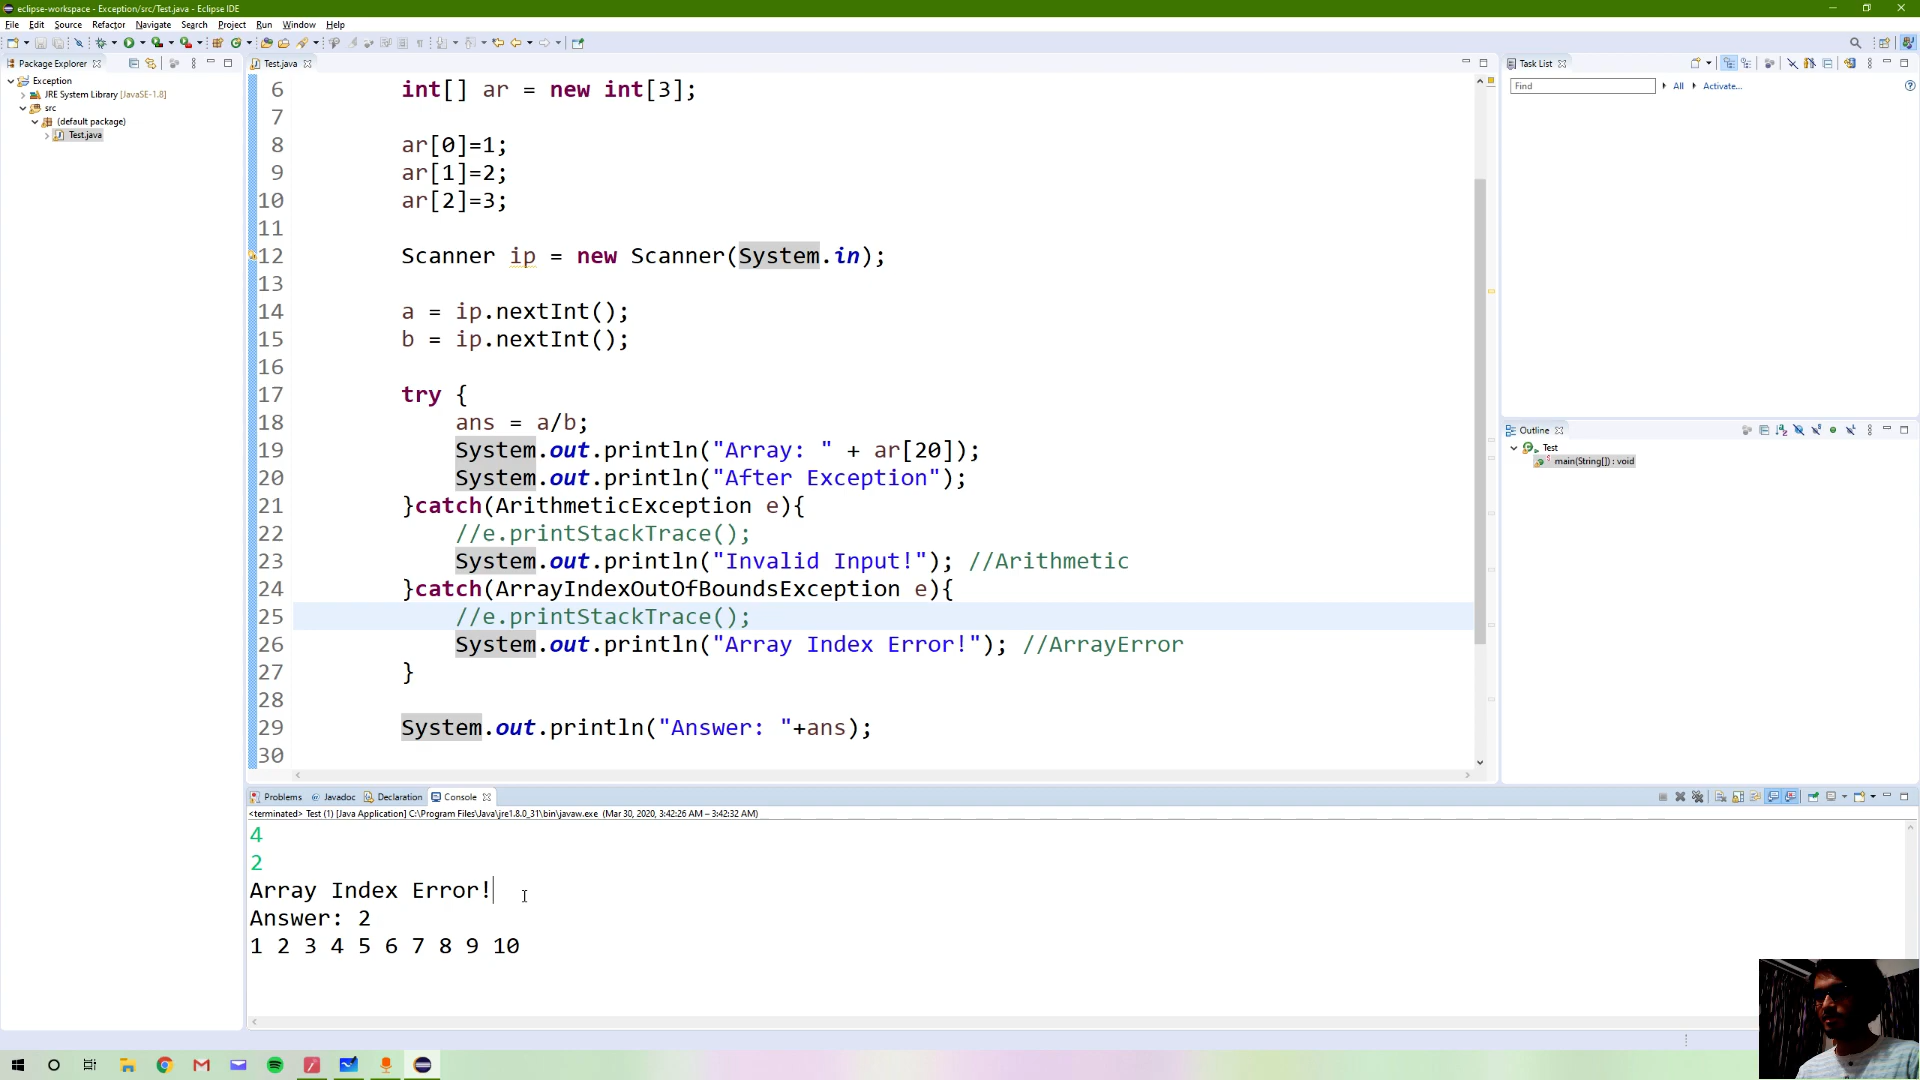 eclipse-workspace - Exception/src/Test.java - Eclipse IDE
File Edit Source Refactor Navigate Search Project Run Window Help
Package Explorer
Exception
JRE System Library [JavaSE-1.8]
src
(default package)
Test.java
Test.java
6 int[] ar = new int[3];
7
8 ar[0]=1;
9 ar[1]=2;
10 ar[2]=3;
11
12 Scanner ip = new Scanner(System.in);
13
14 a = ip.nextInt();
15 b = ip.nextInt();
16
17 try {
18 ans = a/b;
19 System.out.println("Array: " + ar[20]);
20 System.out.println("After Exception");
21 }catch(ArithmeticException e){
22 //e.printStackTrace();
23 System.out.println("Invalid Input!"); //Arithmetic
24 }catch(ArrayIndexOutOfBoundsException e){
25 //e.printStackTrace();
26 System.out.println("Array Index Error!"); //ArrayError
27 }
28
29 System.out.println("Answer: "+ans);
30
Task List
Find All Activate...
Outline
Test
main(String[]) : void
Problems Javadoc Declaration Console
<terminated> Test (1) [Java Application] C:\Program Files\Java\jre1.8.0_31\bin\javaw.exe (Mar 30, 2020, 3:42:26 AM – 3:42:32 AM)
4
2
Array Index Error!
Answer: 2
1 2 3 4 5 6 7 8 9 10